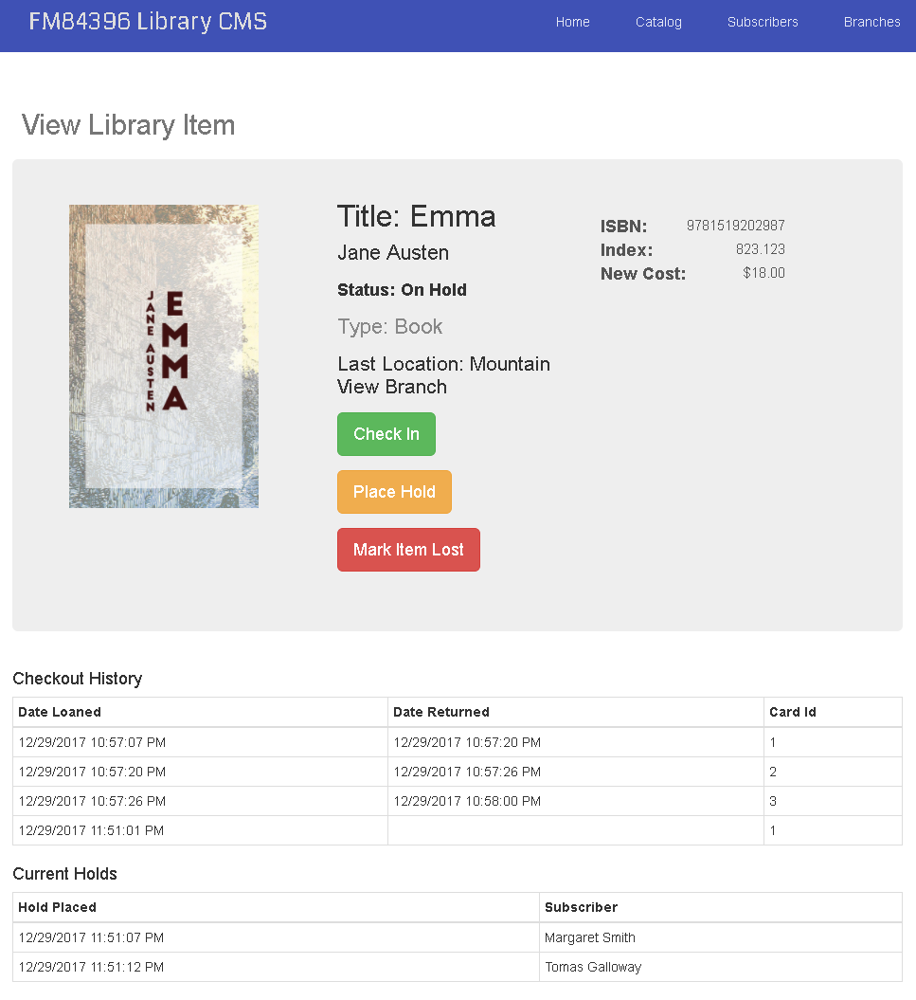 FM84396 Library CMS
Home Catalog Subscribers Branches
View Library Item
JANE AUSTEN
EMMA
Title: Emma
Jane Austen
Status: On Hold
Type: Book
Last Location: Mountain
View Branch
Check In
Place Hold
Mark Item Lost
ISBN: 9781519202987
Index: 823.123
New Cost: $18.00
Checkout History
Date Loaned Date Returned Card Id
12/29/2017 10:57:07 PM 12/29/2017 10:57:20 PM 1
12/29/2017 10:57:20 PM 12/29/2017 10:57:26 PM 2
12/29/2017 10:57:26 PM 12/29/2017 10:58:00 PM 3
12/29/2017 11:51:01 PM 1
Current Holds
Hold Placed Subscriber
12/29/2017 11:51:07 PM Margaret Smith
12/29/2017 11:51:12 PM Tomas Galloway